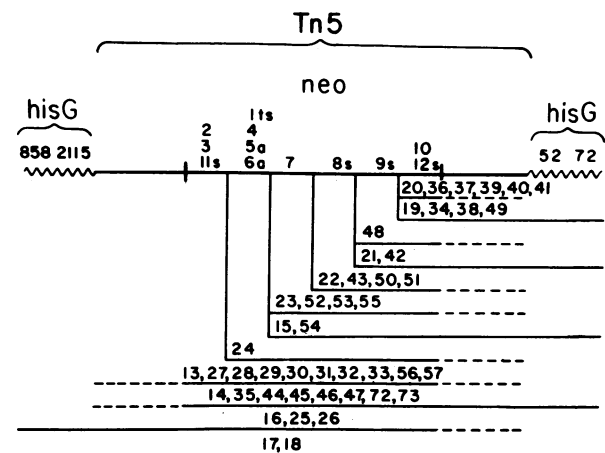 Tn5
neo
hisG
hisG
1ts
2 4
3 5a 10
858 2115 11s 6a 7 8s 9s 12s 52 72
20,36,37,39,40,41
19,34,38,49
48
21,42
22,43,50,51
23,52,53,55
15,54
24
13,27,28,29,30,31,32,33,56,57
14,35,44,45,46,47,72,73
16,25,26
17,18